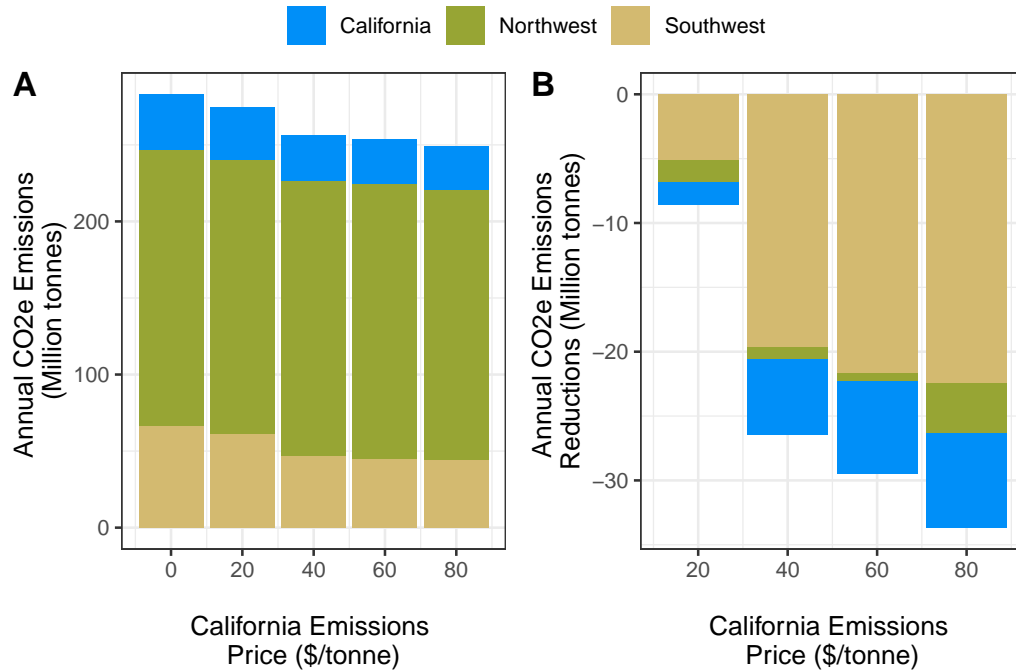 California Northwest Southwest
A
Annual CO2e Emissions
(Million tonnes)
200
100
0
0 20 40 60 80
California Emissions
Price ($/tonne)
B
Annual CO2e Emissions
Reductions (Million tonnes)
0
−10
−20
−30
20 40 60 80
California Emissions
Price ($/tonne)